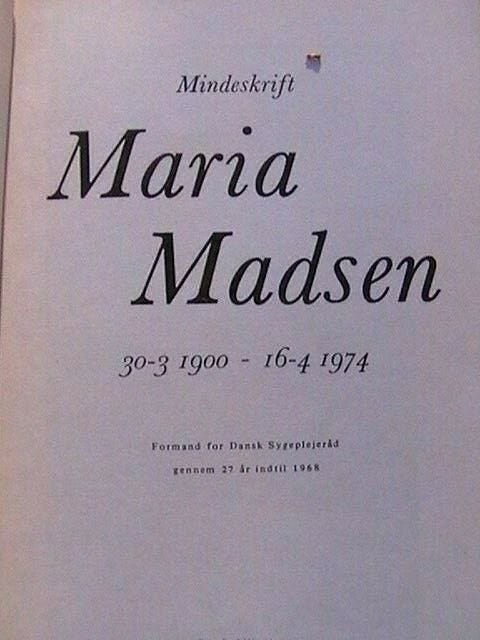 Mindeskrift
Maria
Madsen
30-3 1900 - 16-4 1974
Formand for Dansk Sygeplejeråd
gennem 27 år indtil 1968